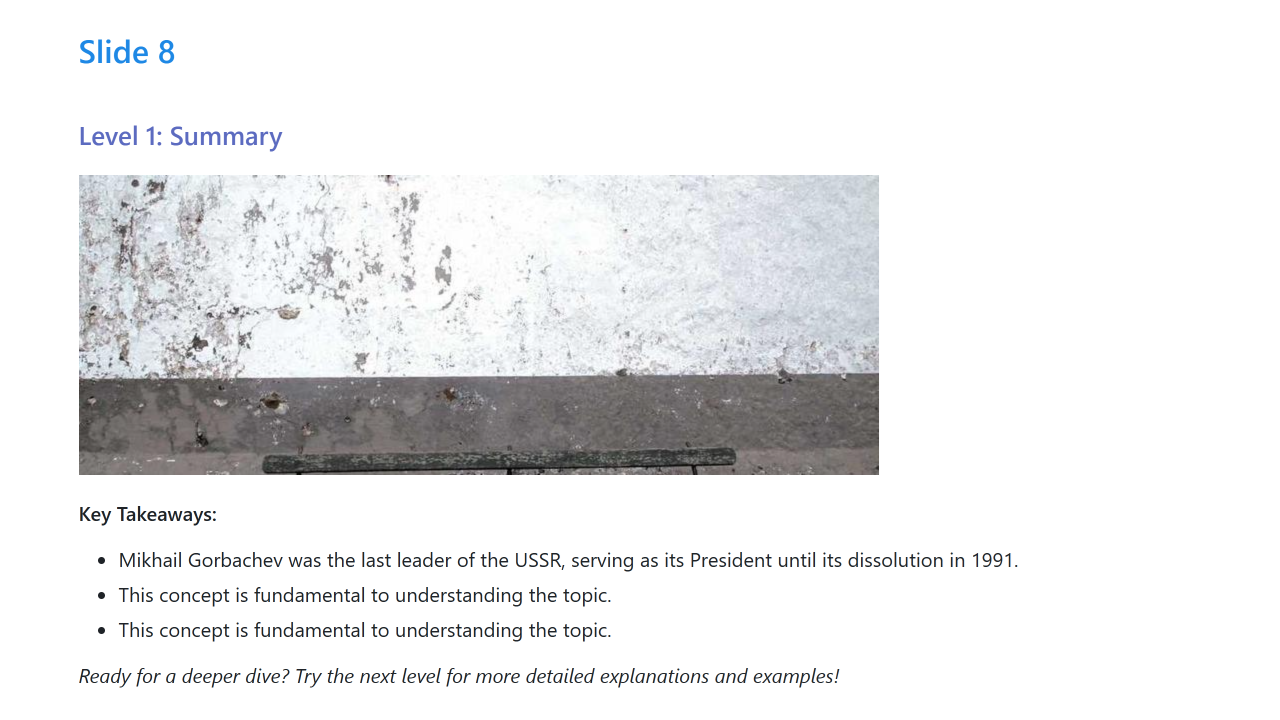 Slide 8
Level 1: Summary
Key Takeaways:
Mikhail Gorbachev was the last leader of the USSR, serving as its President until its dissolution in 1991.
This concept is fundamental to understanding the topic.
This concept is fundamental to understanding the topic.
Ready for a deeper dive? Try the next level for more detailed explanations and examples!